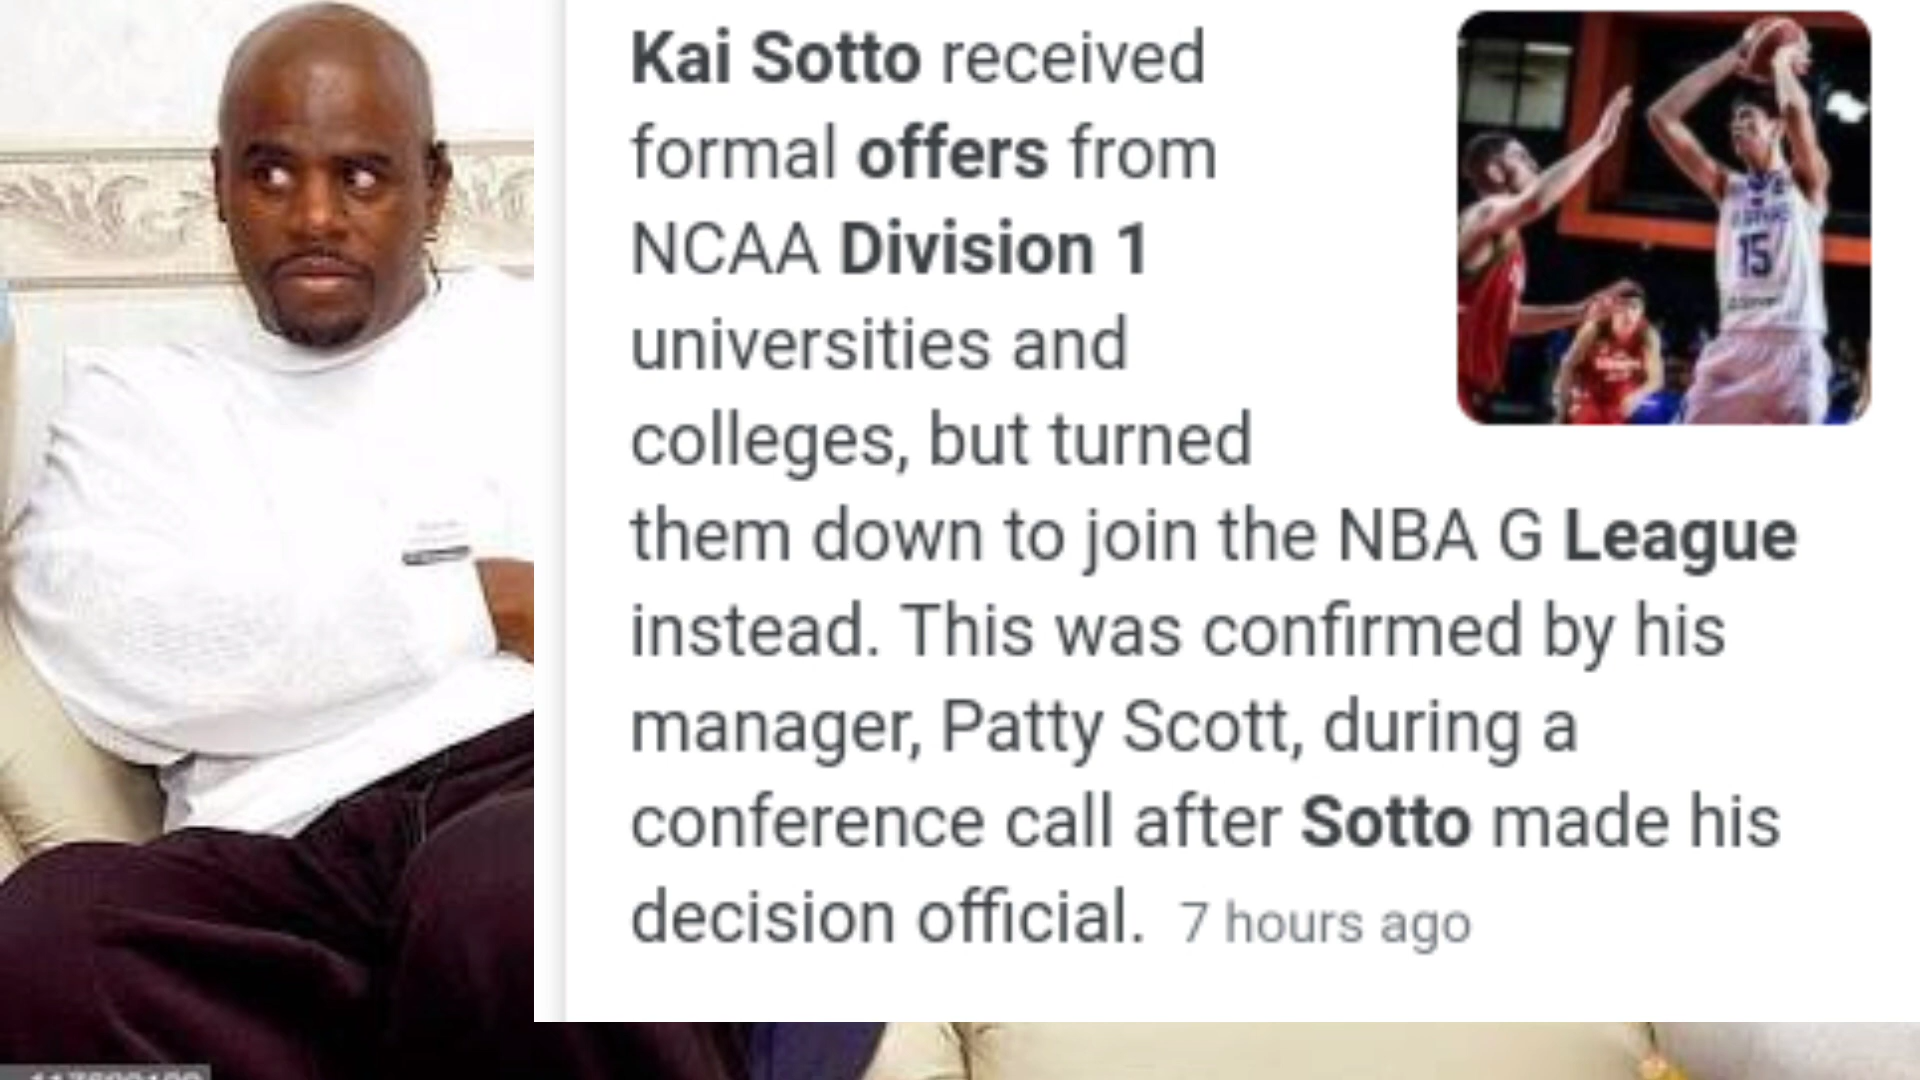 Kai Sotto received
formal offers from
NCAA Division 1
universities and
colleges, but turned
them down to join the NBA G League
instead. This was confirmed by his
manager, Patty Scott, during a
conference call after Sotto made his
decision official. 7 hours ago
15